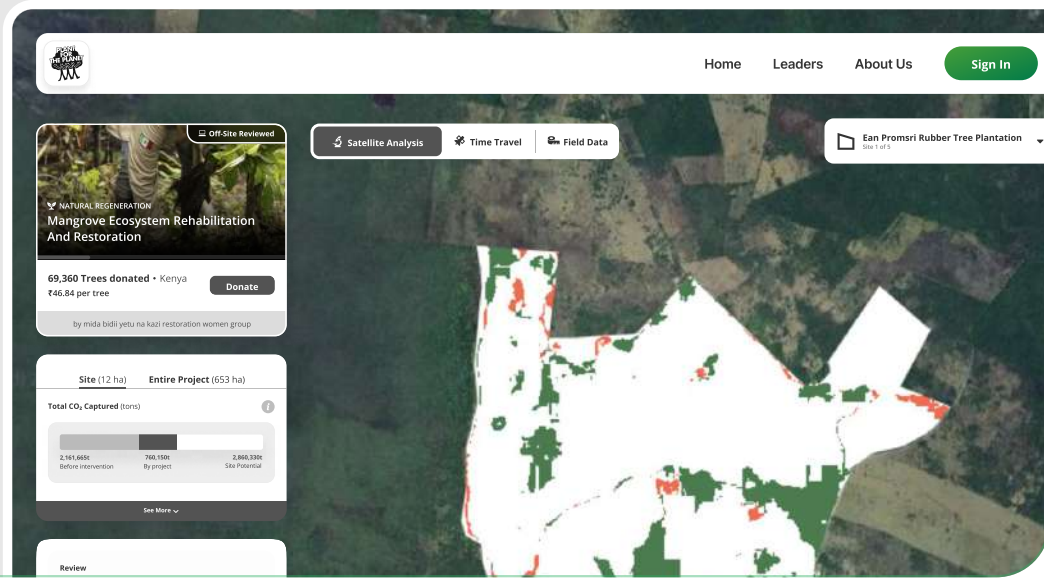 PLANT
FOR
THE PLANET
Home
Leaders
About Us
Sign In
Off-Site Reviewed
Satellite Analysis
Time Travel
Field Data
Ean Promsri Rubber Tree Plantation
Site 1 of 5
NATURAL REGENERATION
Mangrove Ecosystem Rehabilitation
And Restoration
69,360 Trees donated • Kenya
₹46.84 per tree
Donate
by mida bidii yetu na kazi restoration women group
Site (12 ha)
Entire Project (653 ha)
Total CO₂ Captured (tons)
i
2,161,665t
Before intervention
760,150t
By project
2,860,330t
Site Potential
See More
Review